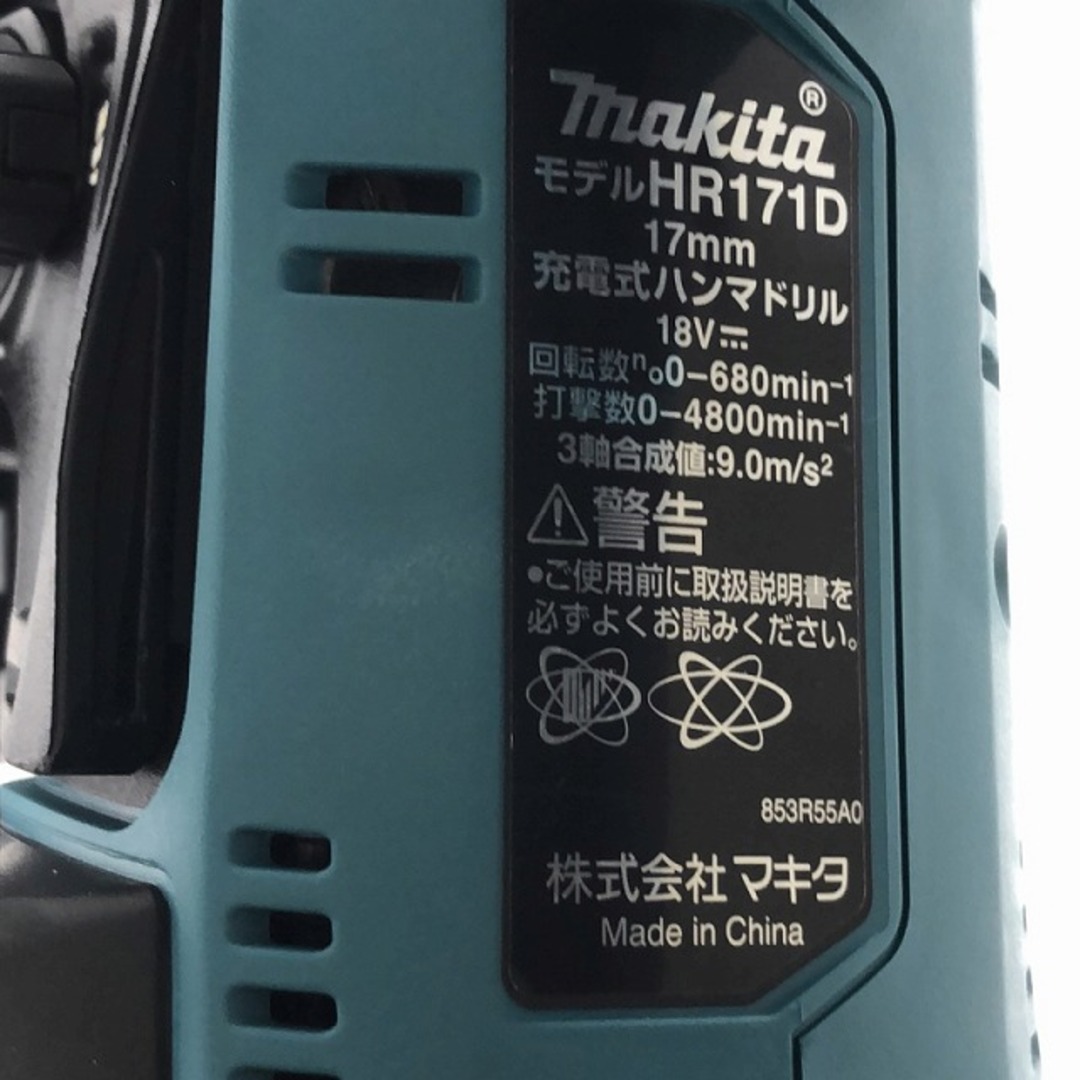 makita®
モデルHR171D
17mm
充電式ハンマドリル
18V⎓
回転数n₀0–680min⁻¹
打撃数0–4800min⁻¹
3軸合成値:9.0m/s²
⚠警告
•ご使用前に取扱説明書を
必ずよくお読みください。
853R55A0
株式会社マキタ
Made in China